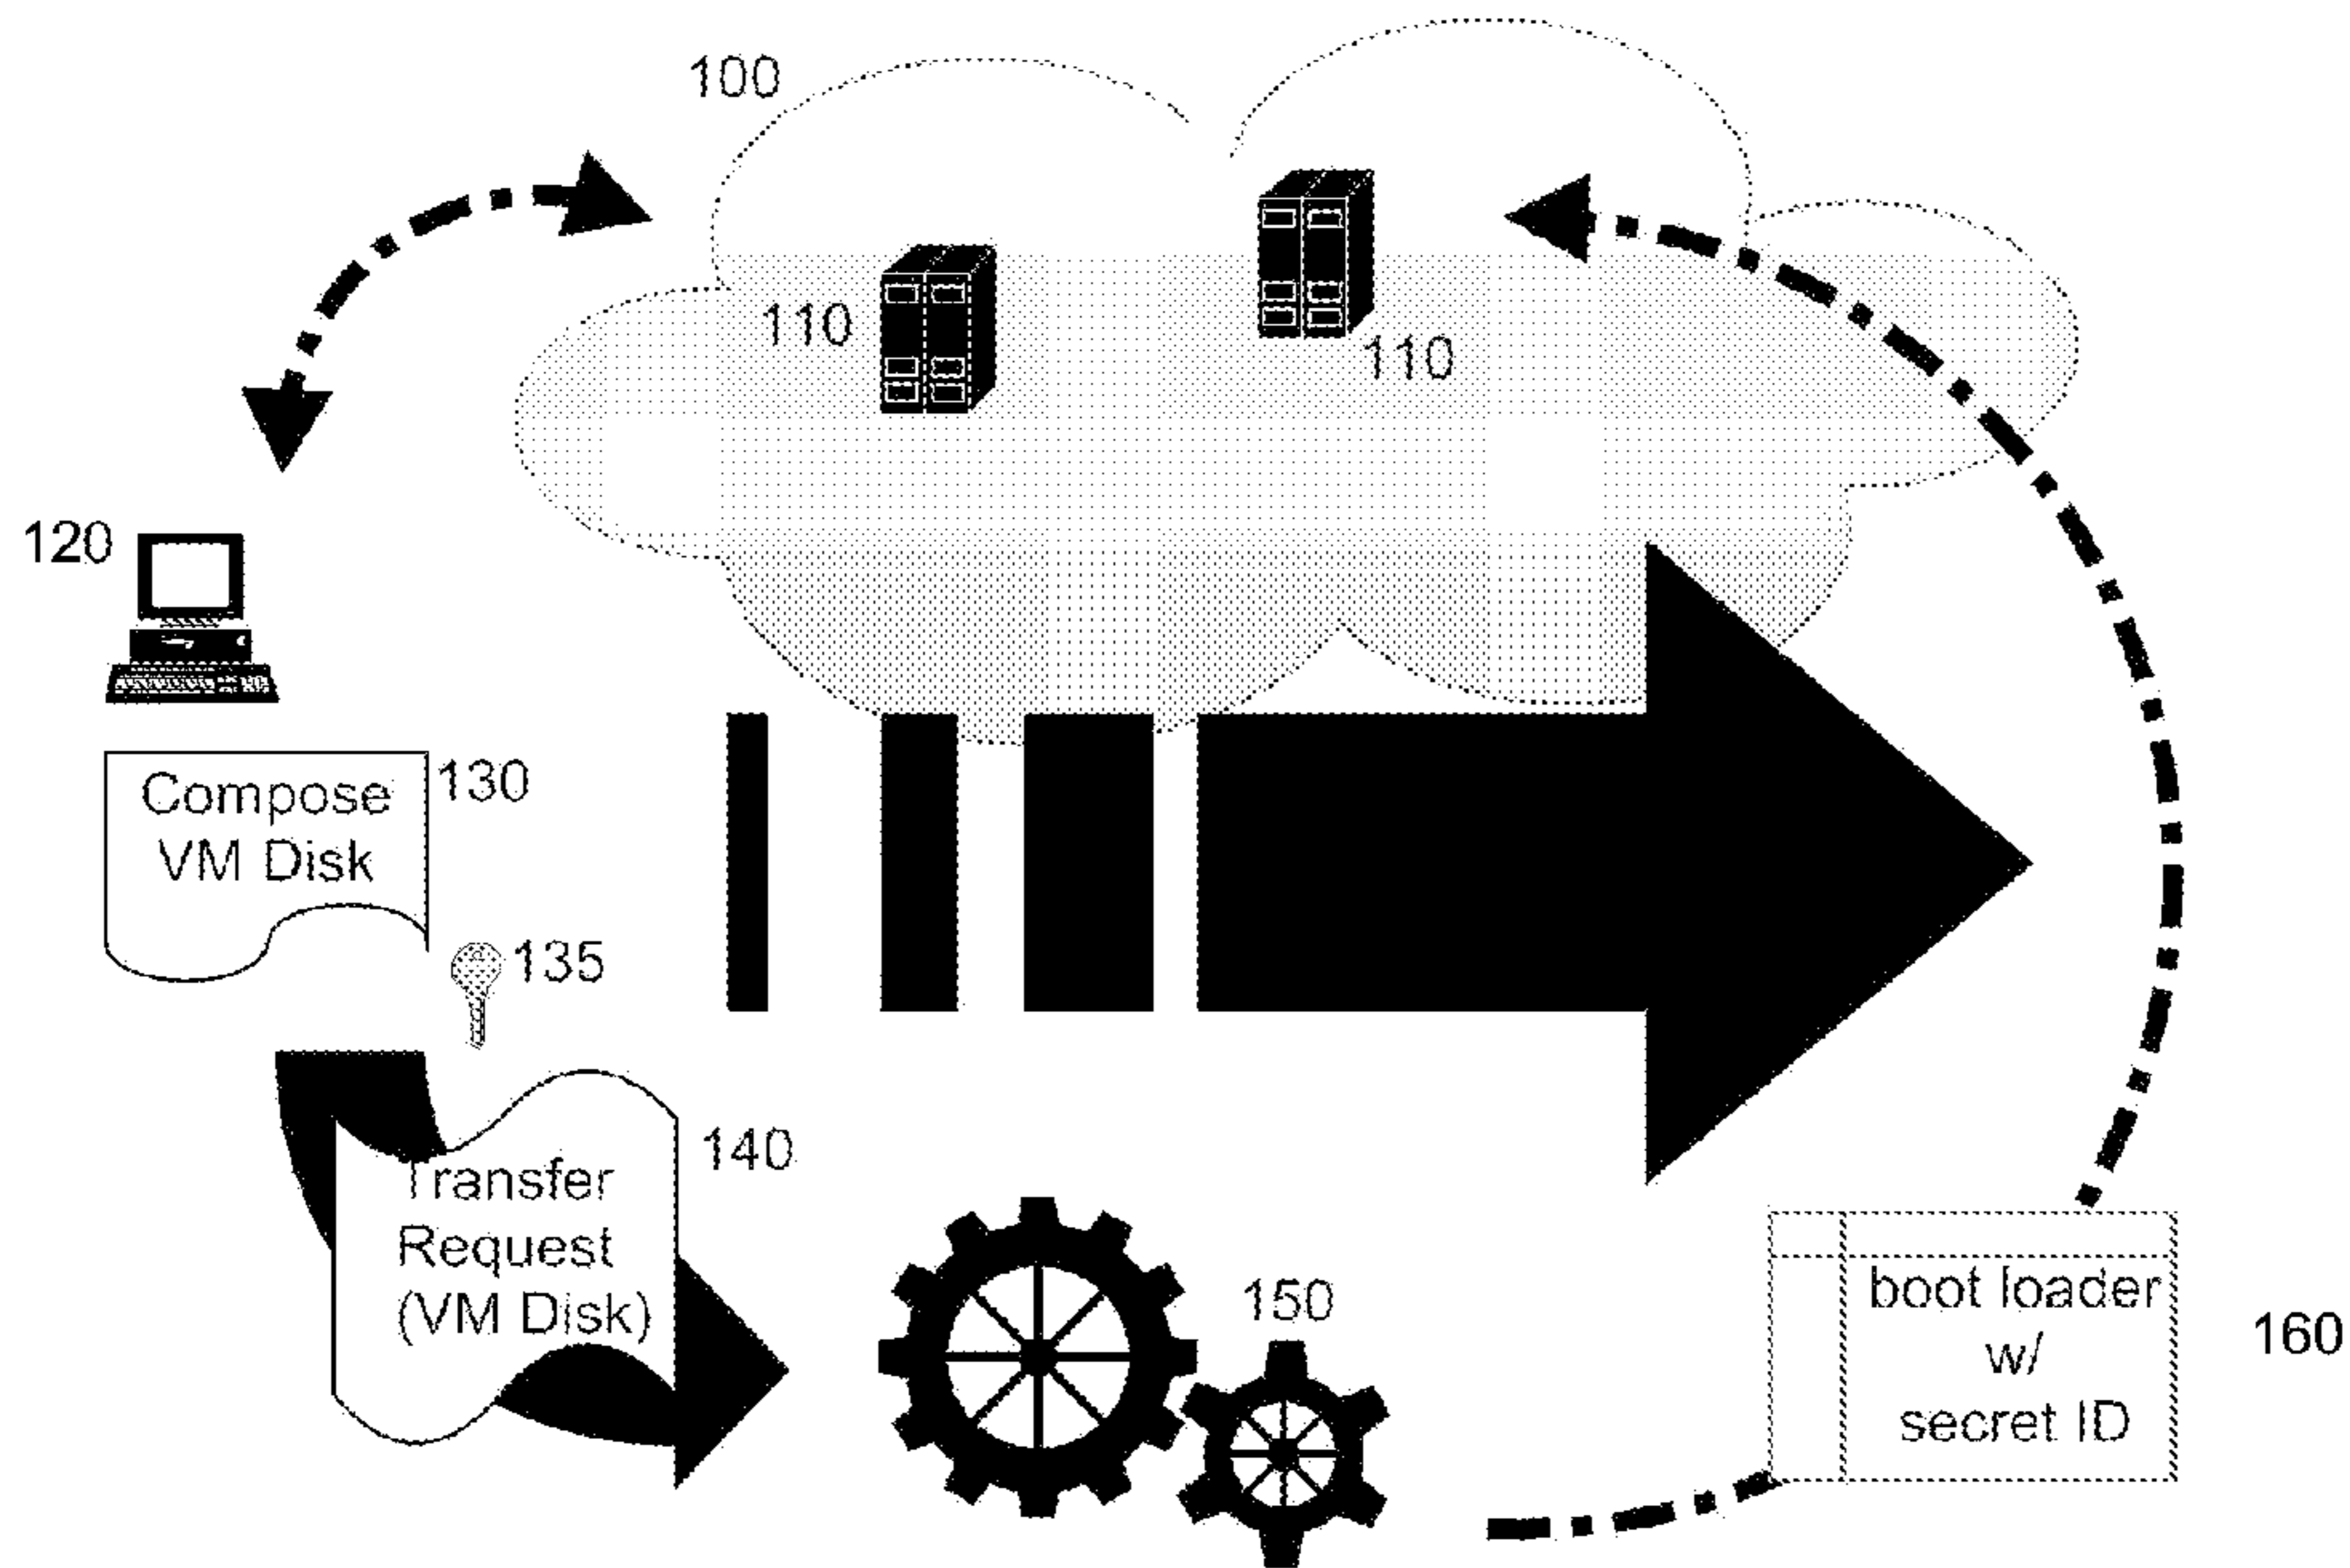 100
110
110
120
130
Compose
VM Disk
135
140
Transfer
Request
(VM Disk)
150
boot loader
w/
secret ID
160